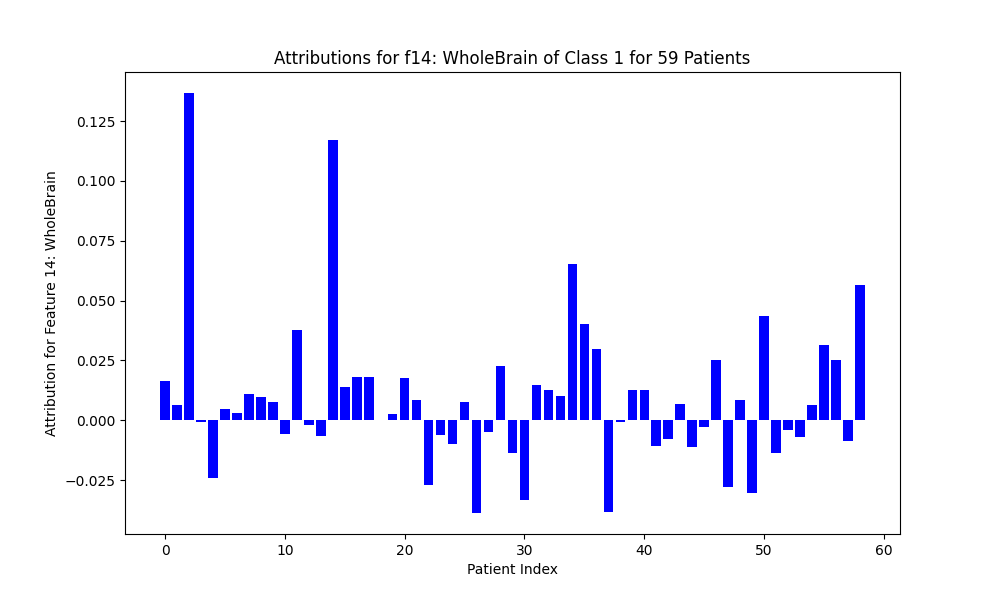 Attributions for f14: WholeBrain of Class 1 for 59 Patients
Attribution for Feature 14: WholeBrain
0.125
0.100
0.075
0.050
0.025
0.000
−0.025
0 10 20 30 40 50 60
Patient Index